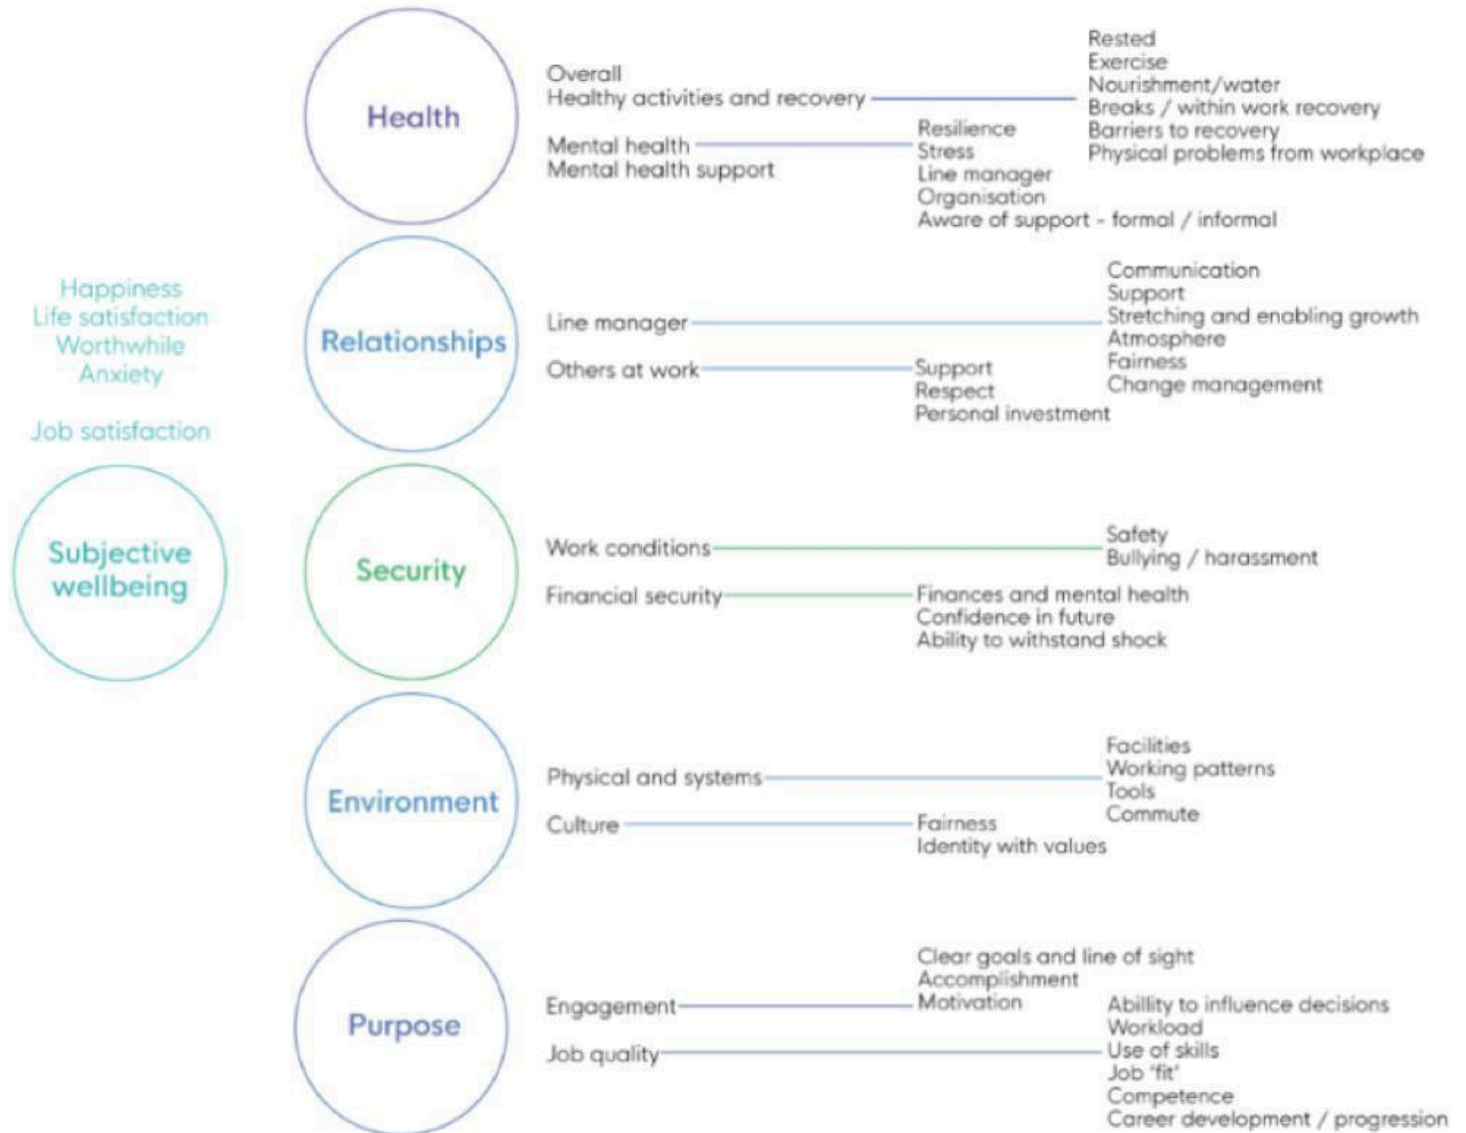 Happiness
Life satisfaction
Worthwhile
Anxiety
Job satisfaction
Subjective
wellbeing
Health
Overall
Healthy activities and recovery
Rested
Exercise
Nourishment/water
Breaks / within work recovery
Barriers to recovery
Physical problems from workplace
Mental health
Mental health support
Resilience
Stress
Line manager
Organisation
Aware of support - formal / informal
Relationships
Line manager
Communication
Support
Stretching and enabling growth
Atmosphere
Fairness
Change management
Others at work
Support
Respect
Personal investment
Security
Work conditions
Safety
Bullying / harassment
Financial security
Finances and mental health
Confidence in future
Ability to withstand shock
Environment
Physical and systems
Facilities
Working patterns
Tools
Commute
Culture
Fairness
Identity with values
Purpose
Engagement
Clear goals and line of sight
Accomplishment
Motivation
Job quality
Abillity to influence decisions
Workload
Use of skills
Job 'fit'
Competence
Career development / progression